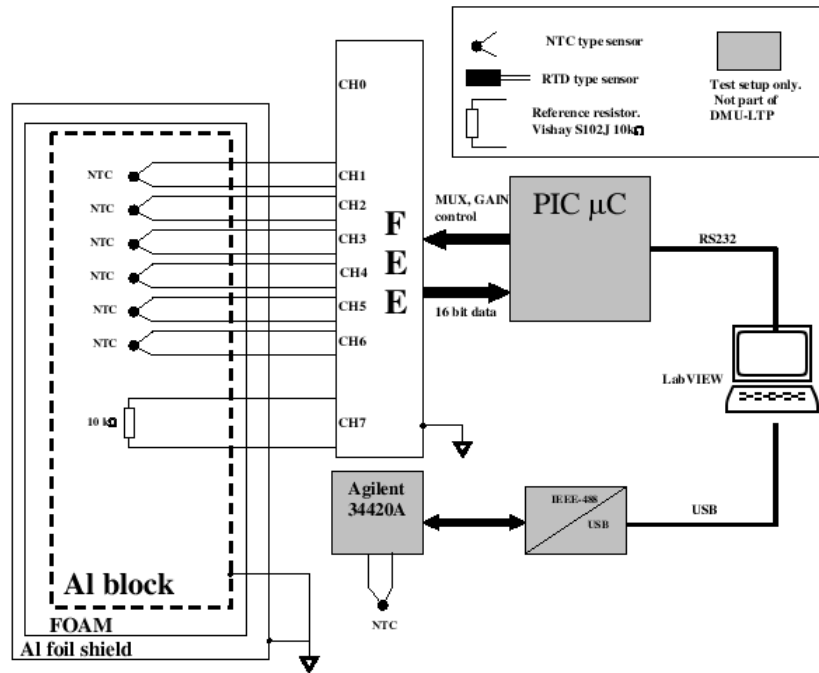 CH0
NTC type sensor
RTD type sensor
Reference resistor.
Vishay S102J 10kΩ
Test setup only.
Not part of
DMU-LTP
NTC
CH1
NTC
CH2
NTC
CH3
NTC
CH4
NTC
CH5
NTC
CH6
10 kΩ
CH7
F
E
E
MUX, GAIN
control
16 bit data
PIC µC
RS232
LabVIEW
Agilent
34420A
NTC
IEEE-488
USB
USB
Al block
FOAM
Al foil shield